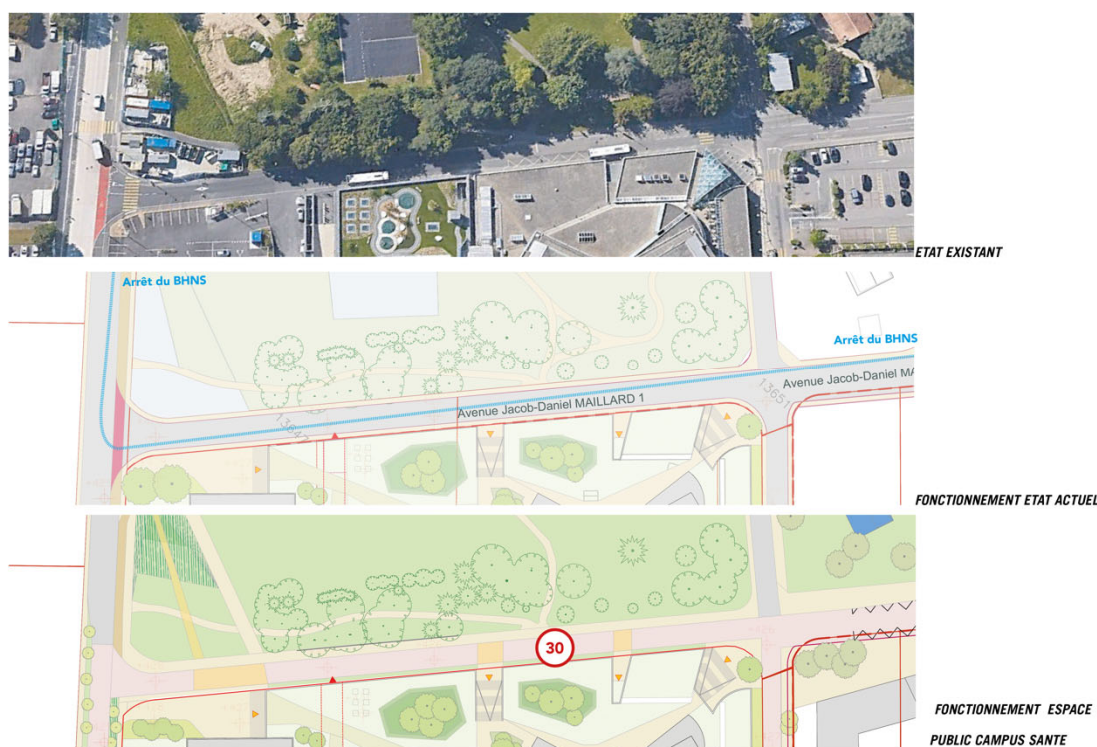 ETAT EXISTANT
Arrêt du BHNS
Arrêt du BHNS
Avenue Jacob-Daniel MA
13651
Avenue Jacob-Daniel MAILLARD 1
FONCTIONNEMENT ETAT ACTUEL
30
FONCTIONNEMENT ESPACE
PUBLIC CAMPUS SANTE